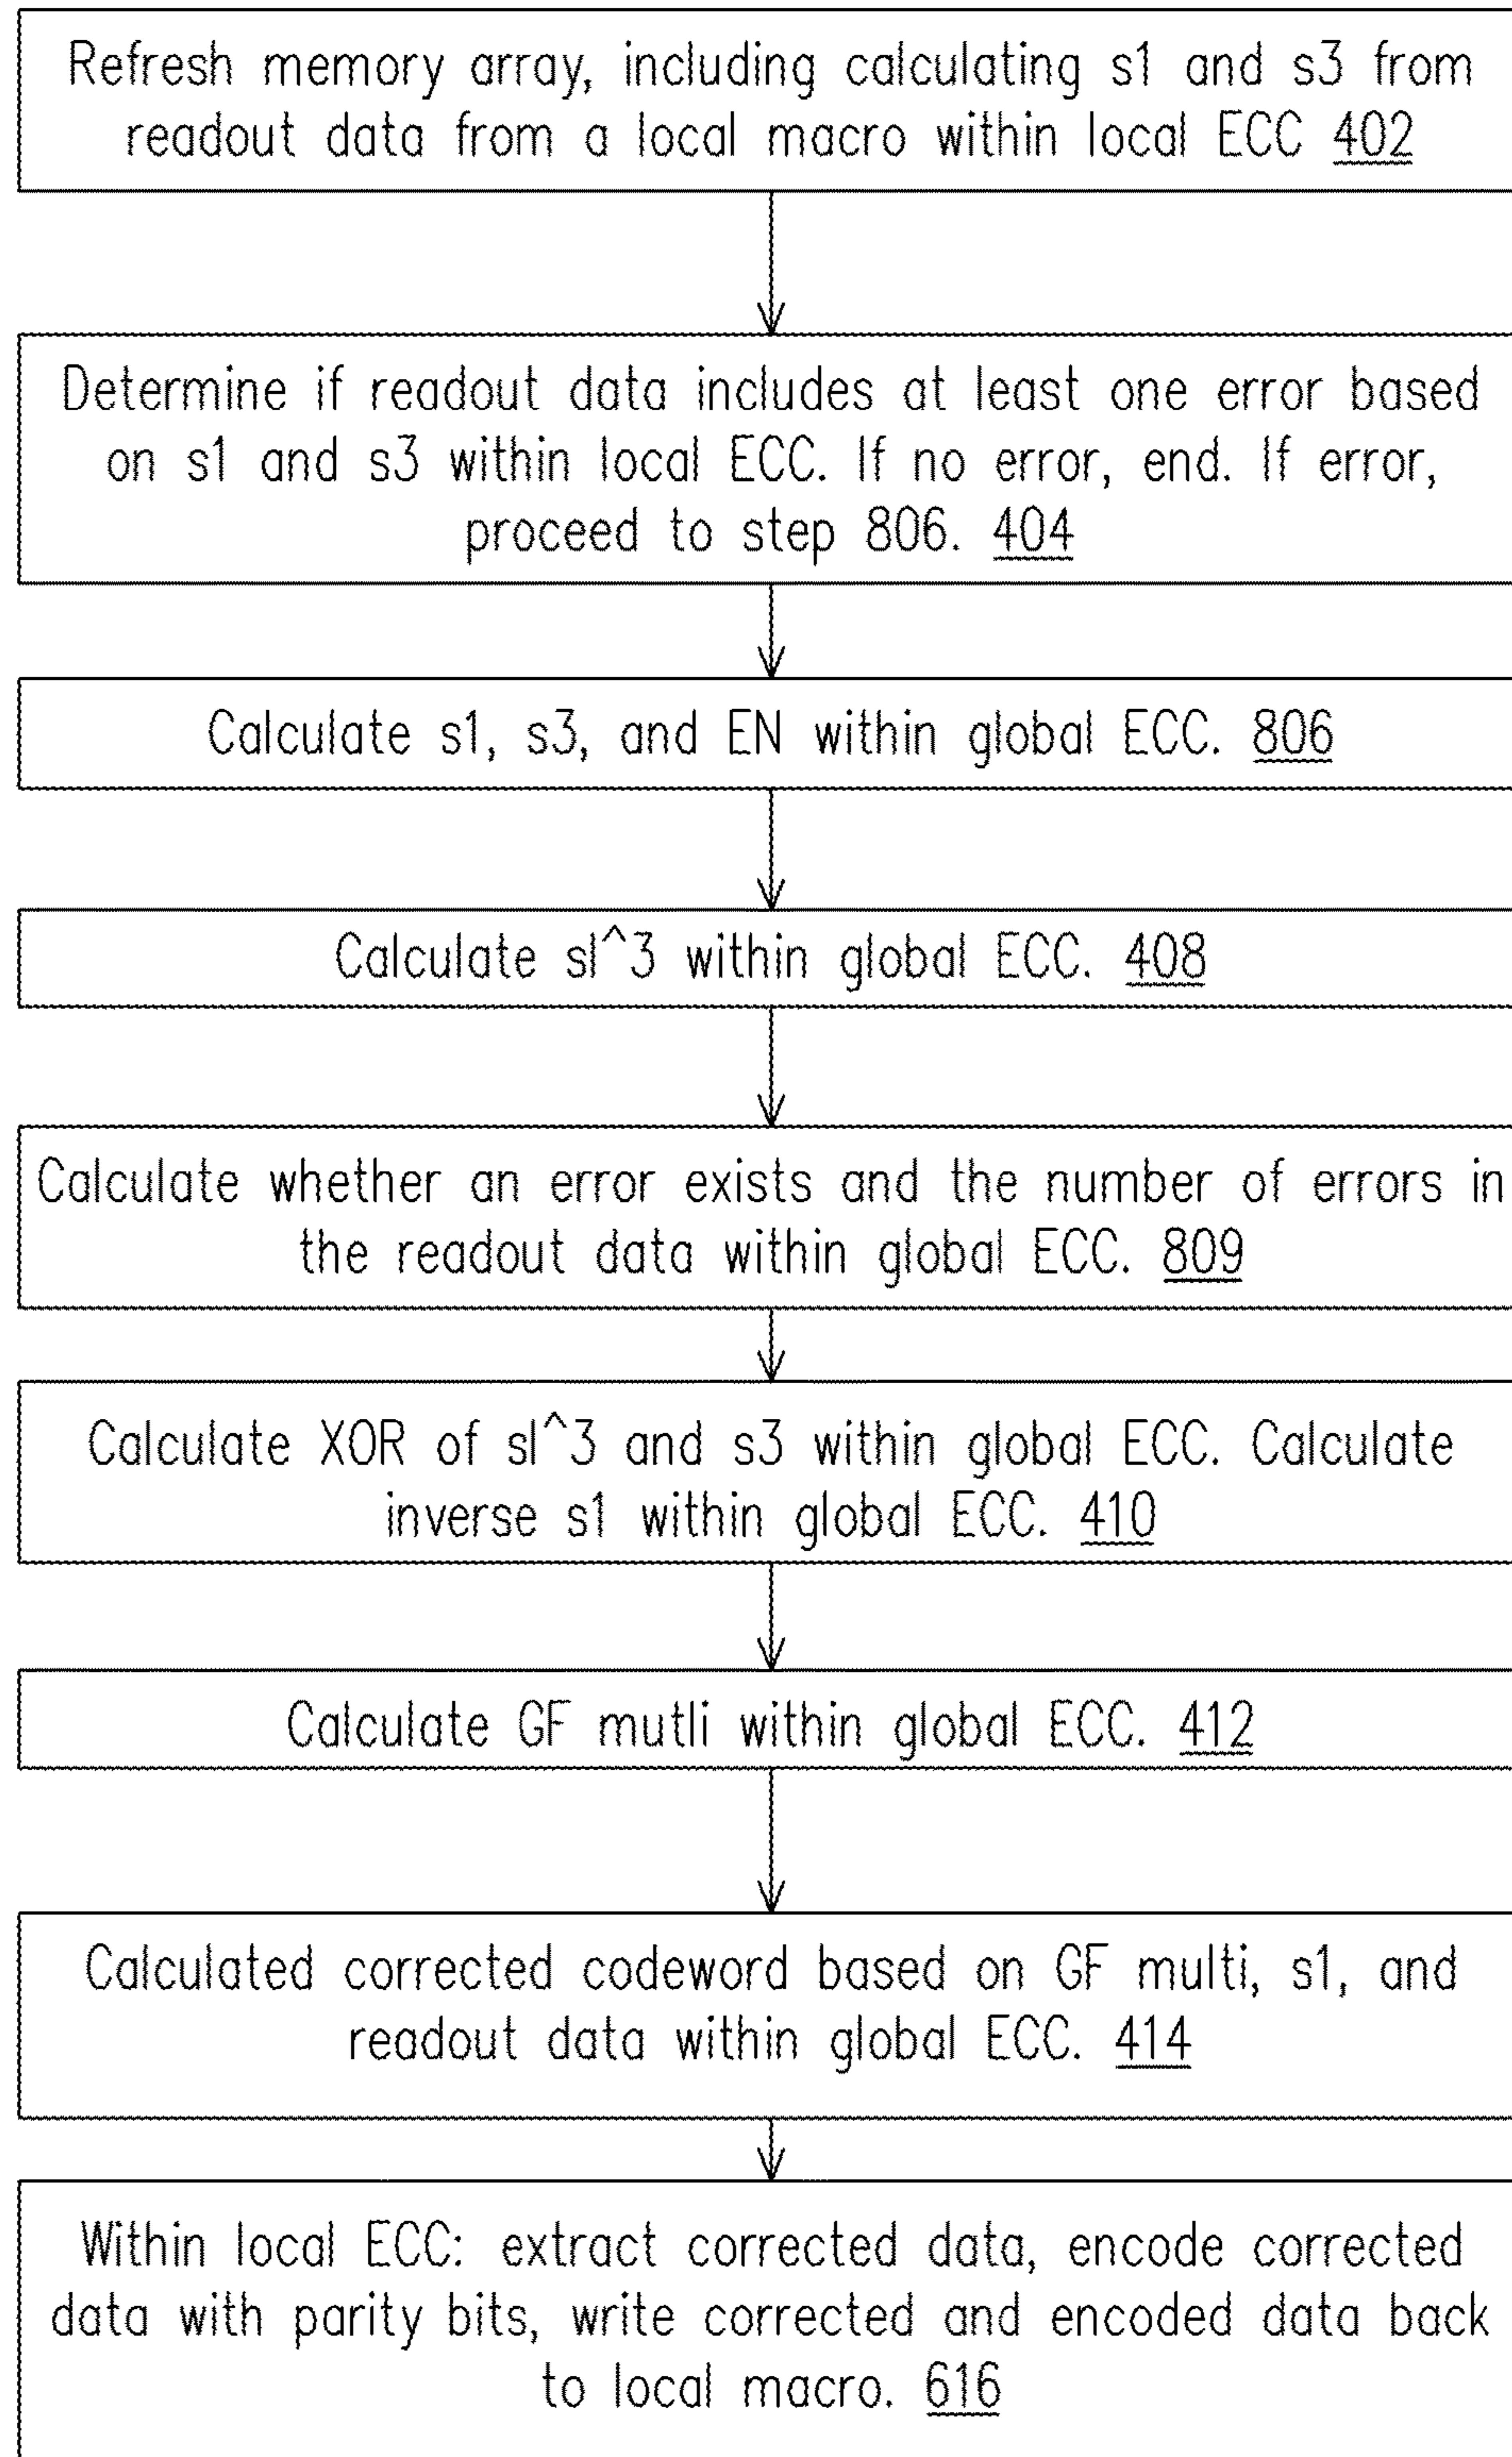 Refresh memory array, including calculating s1 and s3 from
readout data from a local macro within local ECC 402
Determine if readout data includes at least one error based
on s1 and s3 within local ECC. If no error, end. If error,
proceed to step 806. 404
Calculate s1, s3, and EN within global ECC. 806
Calculate sl^3 within global ECC. 408
Calculate whether an error exists and the number of errors in
the readout data within global ECC. 809
Calculate XOR of sl^3 and s3 within global ECC. Calculate
inverse s1 within global ECC. 410
Calculate GF mutli within global ECC. 412
Calculated corrected codeword based on GF multi, s1, and
readout data within global ECC. 414
Within local ECC: extract corrected data, encode corrected
data with parity bits, write corrected and encoded data back
to local macro. 616